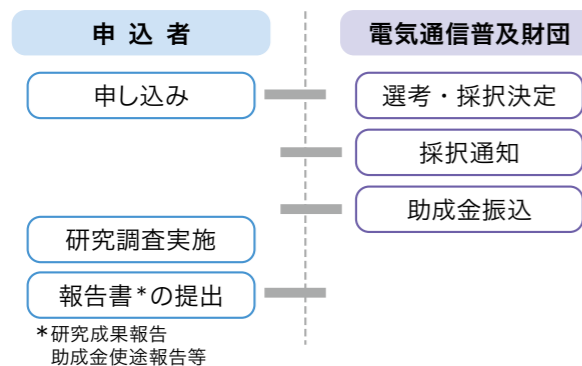 申込者
電気通信普及財団
申し込み
選考・採択決定
採択通知
助成金振込
研究調査実施
報告書*の提出
*研究成果報告
助成金使途報告等